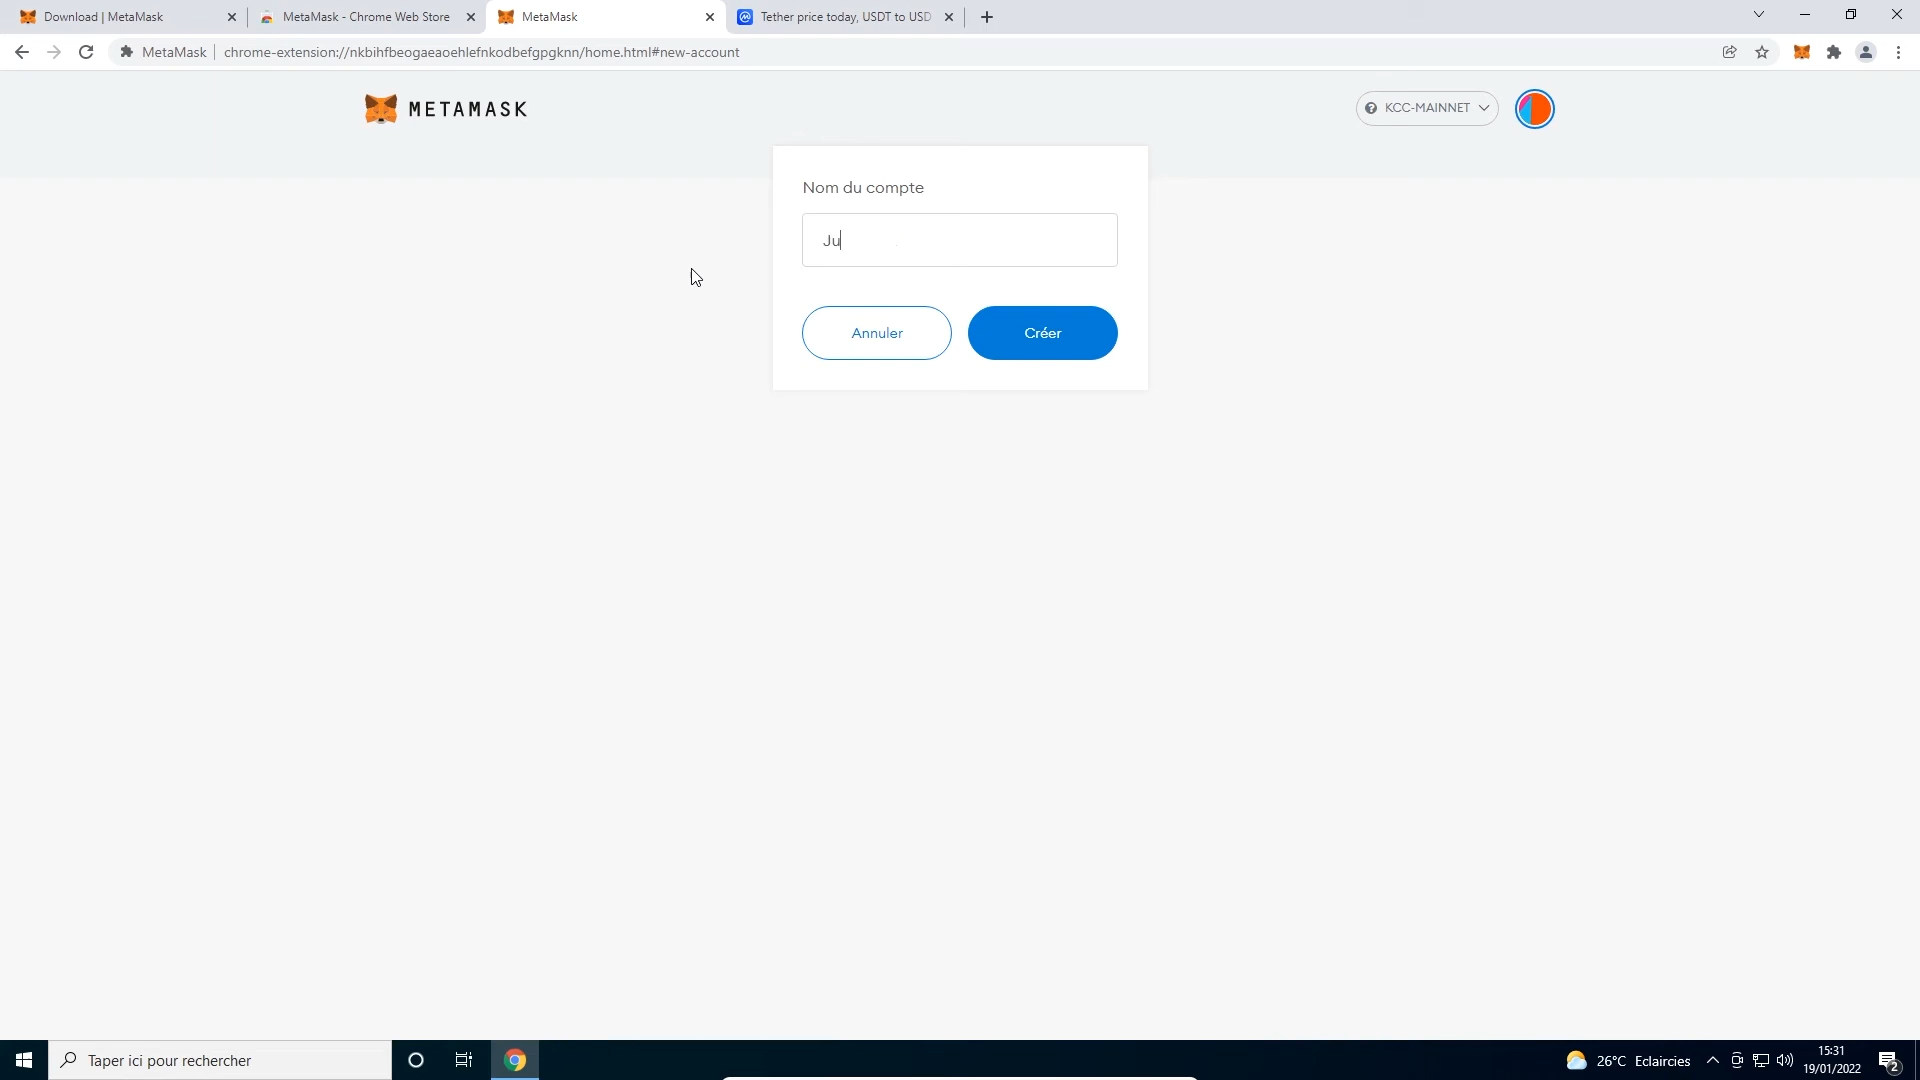 Download | MetaMask
MetaMask - Chrome Web Store
MetaMask
Tether price today, USDT to USD
MetaMask
chrome-extension://nkbihfbeogaeaoehlefnkodbefgpgknn/home.html#new-account
METAMASK
KCC-MAINNET
Nom du compte
Ju
Annuler
Créer
Taper ici pour rechercher
26°C Eclaircies
15:31
19/01/2022
2